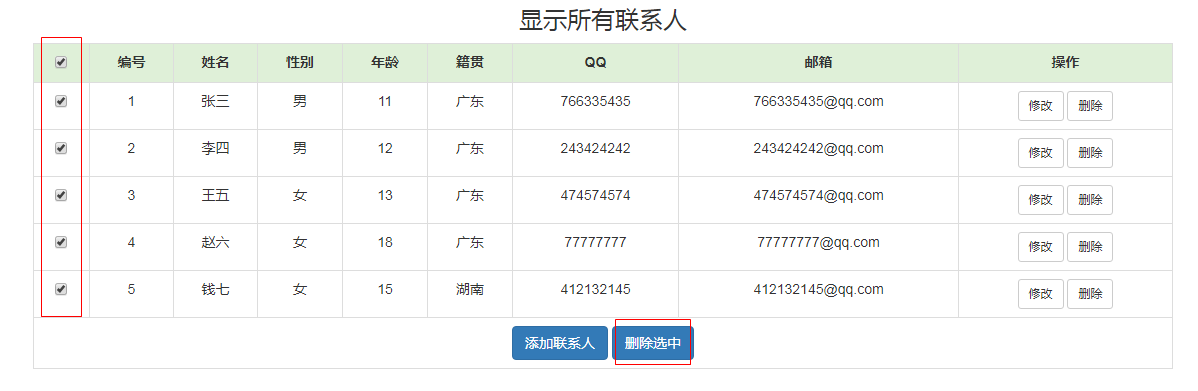 显示所有联系人
编号 姓名 性别 年龄 籍贯 QQ 邮箱 操作
1 张三 男 11 广东 766335435 766335435@qq.com 修改 删除
2 李四 男 12 广东 243424242 243424242@qq.com 修改 删除
3 王五 女 13 广东 474574574 474574574@qq.com 修改 删除
4 赵六 女 18 广东 77777777 77777777@qq.com 修改 删除
5 钱七 女 15 湖南 412132145 412132145@qq.com 修改 删除
添加联系人 删除选中